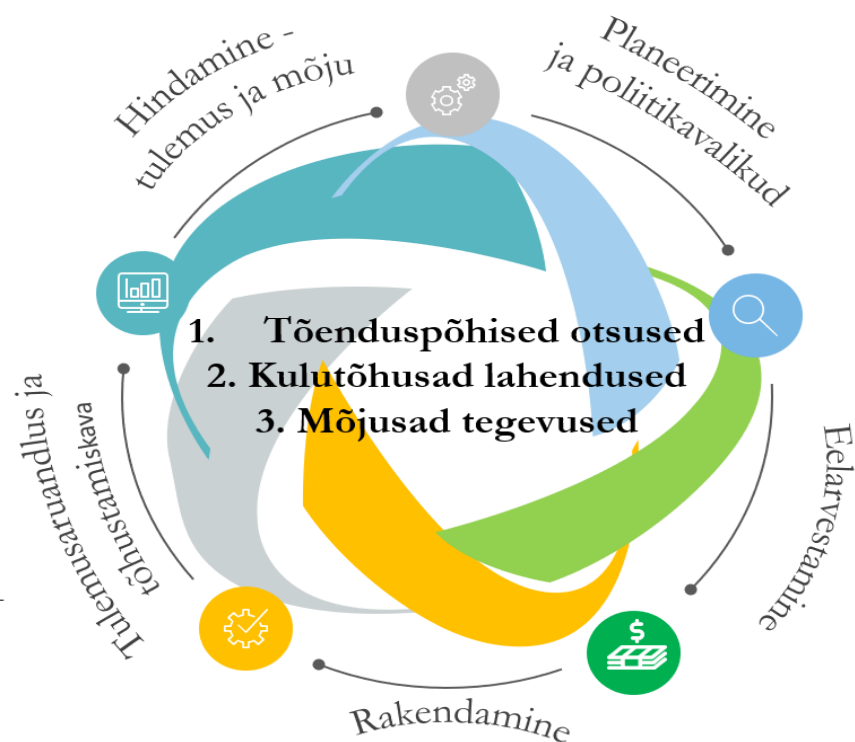 Hindamine -
tulemus ja mõju
Planeerimine
ja poliitikavalikud
1. Tõenduspõhised otsused
2. Kulutõhusad lahendused
3. Mõjusad tegevused
Eelarvestamine
Rakendamine
Tulemusaruandlus ja
tõhustamiskava
$